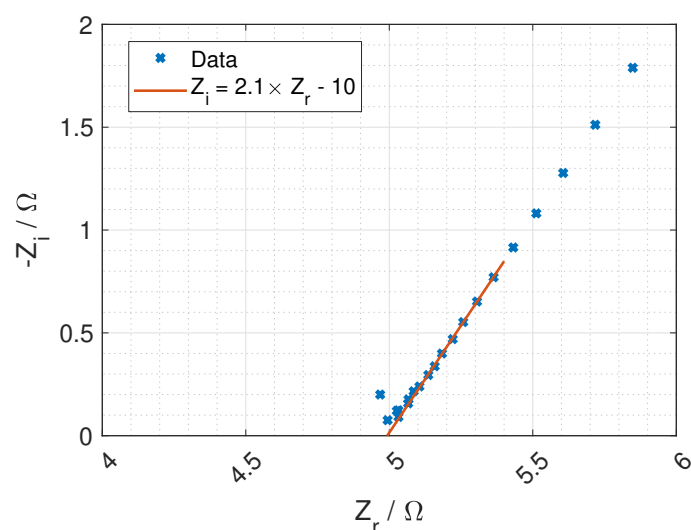 2
Data
Z_i = 2.1 × Z_r - 10
1.5
1
0.5
0
-Z_i / Ω
4
4.5
5
5.5
6
Z_r / Ω